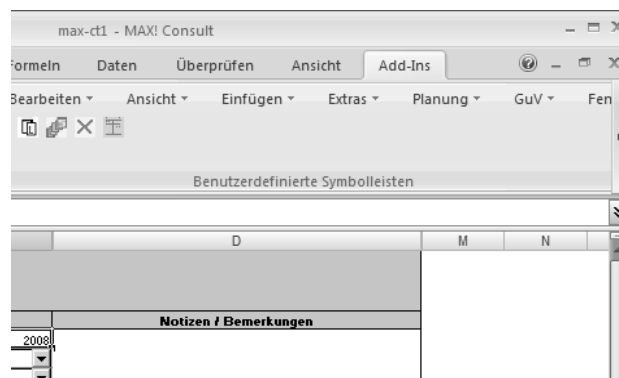 max-ct1 - MAX! Consult
Formeln Daten Überprüfen Ansicht Add-Ins
Bearbeiten Ansicht Einfügen Extras Planung GuV Fen
Benutzerdefinierte Symbolleisten
D M N
Notizen / Bemerkungen
2008